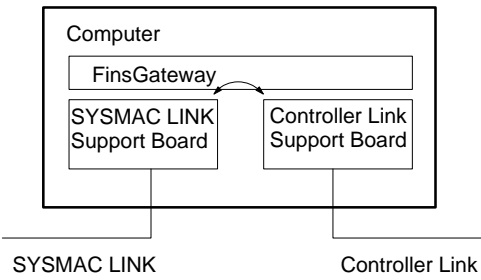 Computer
FinsGateway
SYSMAC LINK
Support Board
Controller Link
Support Board
SYSMAC LINK
Controller Link